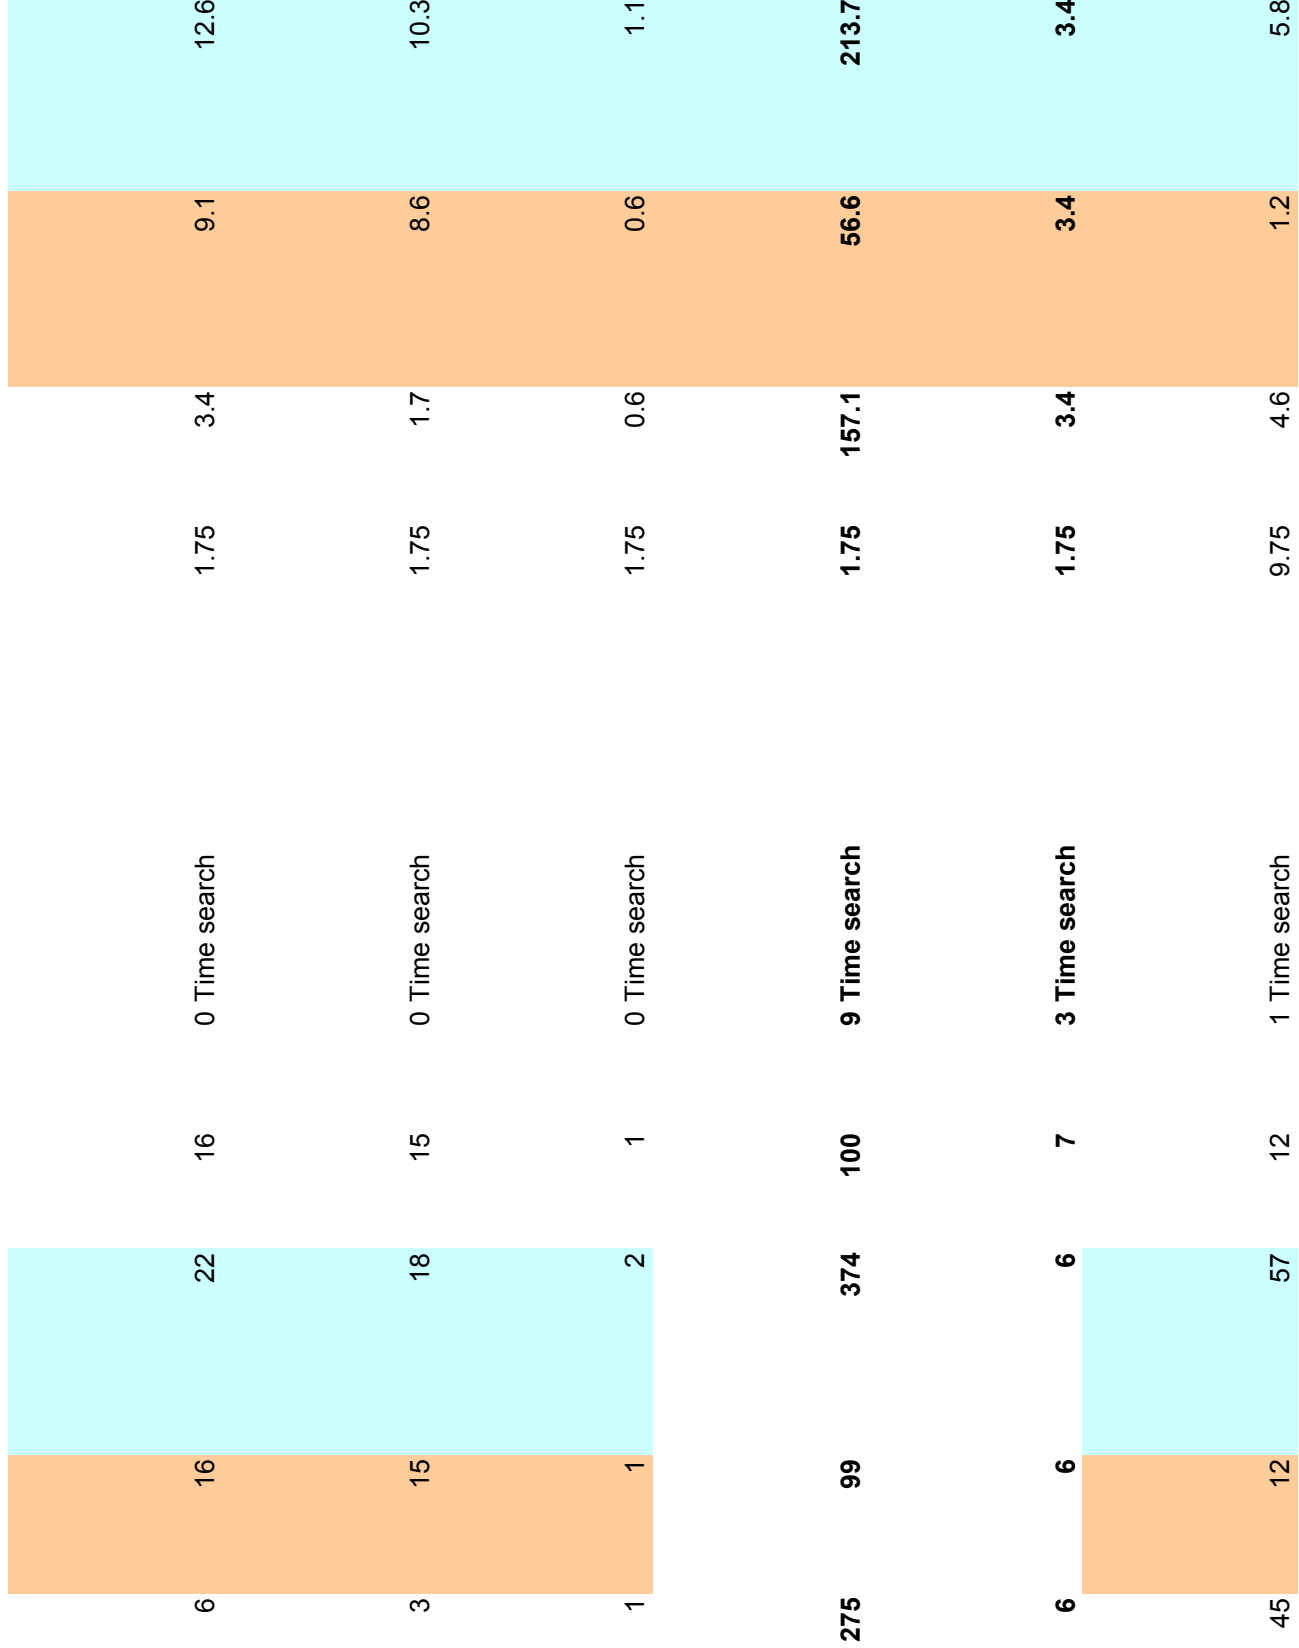 6 16 22 16 0 Time search 1.75 3.4 9.1 12.6
3 15 18 15 0 Time search 1.75 1.7 8.6 10.3
1 1 2 1 0 Time search 1.75 0.6 0.6 1.1
275 99 374 100 9 Time search 1.75 157.1 56.6 213.7
6 6 6 7 3 Time search 1.75 3.4 3.4 3.4
45 12 57 12 1 Time search 9.75 4.6 1.2 5.8